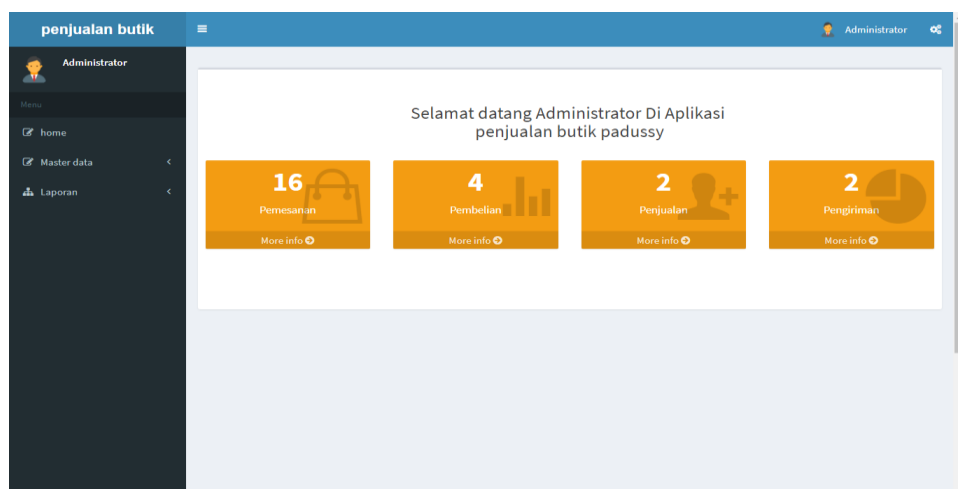 penjualan butik
Administrator
Administrator
Menu
home
Master data
Laporan
Selamat datang Administrator Di Aplikasi
penjualan butik padussy
16
Pemesanan
More info
4
Pembelian
More info
2
Penjualan
More info
2
Pengiriman
More info